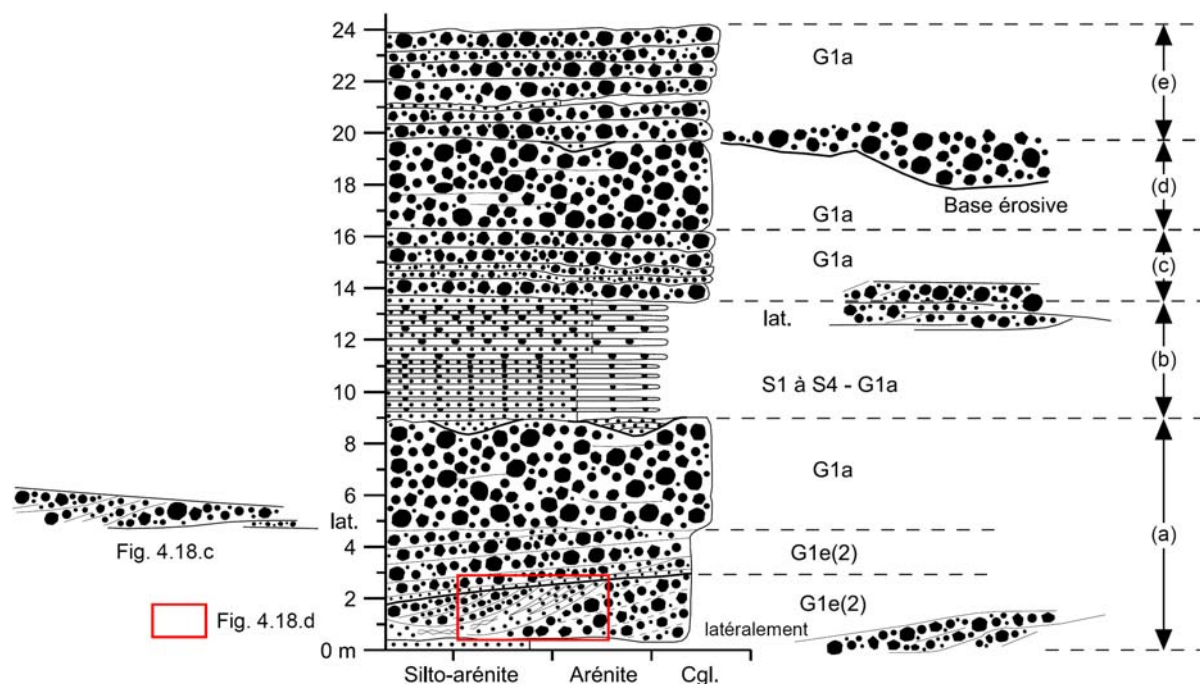 24
22
20
18
16
14
12
10
8
6
4
2
0 m
Silto-arénite
Arénite
Cgl.
G1a
(e)
Base érosive
(d)
G1a
G1a
(c)
lat.
(b)
S1 à S4 - G1a
G1a
(a)
lat.
Fig. 4.18.c
G1e(2)
G1e(2)
Fig. 4.18.d
latéralement